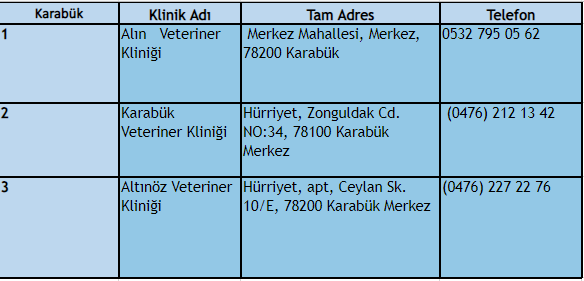 Karabük Klinik Adı Tam Adres Telefon
1 Alın Veteriner Kliniği Merkez Mahallesi, Merkez, 78200 Karabük 0532 795 05 62
2 Karabük Veteriner Kliniği Hürriyet, Zonguldak Cd. NO:34, 78100 Karabük Merkez (0476) 212 13 42
3 Altınöz Veteriner Kliniği Hürriyet, apt, Ceylan Sk. 10/E, 78200 Karabük Merkez (0476) 227 22 76